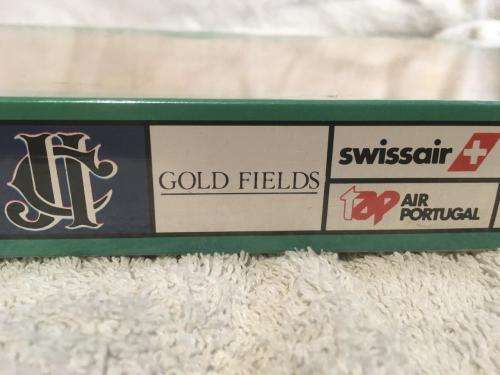 GOLD FIELDS
swissair
TAP AIR
PORTUGAL